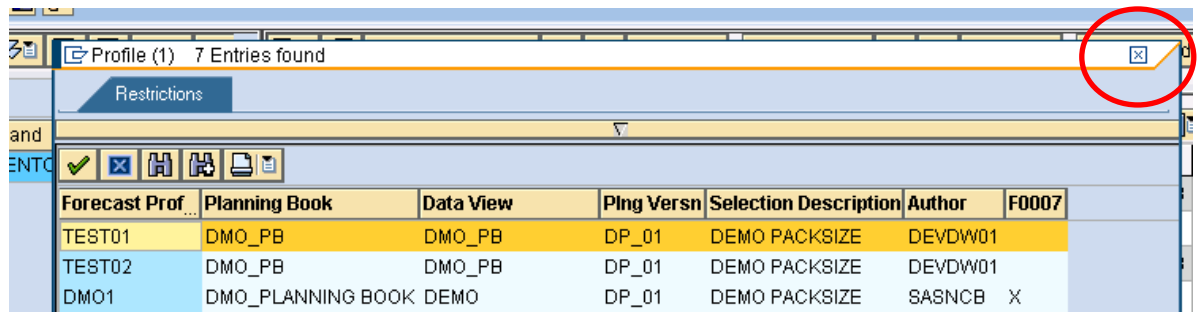 Profile (1) 7 Entries found
Restrictions
and
ENTO
Forecast Prof... Planning Book Data View Plng Versn Selection Description Author F0007
TEST01 DMO_PB DMO_PB DP_01 DEMO PACKSIZE DEVDW01
TEST02 DMO_PB DMO_PB DP_01 DEMO PACKSIZE DEVDW01
DMO1 DMO_PLANNING BOOK DEMO DP_01 DEMO PACKSIZE SASNCB X